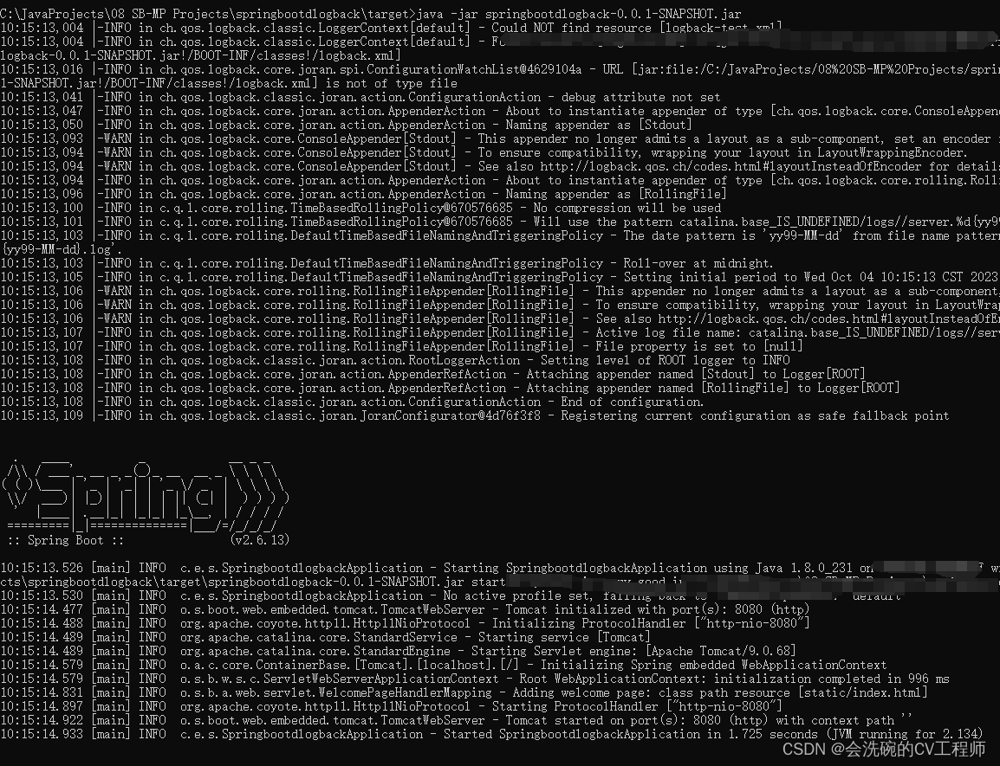 C:\JavaProjects\08 SB-MP Projects\springbootdlogback\target>java -jar springbootdlogback-0.0.1-SNAPSHOT.jar
10:15:13,004 |-INFO in ch.qos.logback.classic.LoggerContext[default] - Could NOT find resource [logback-test.xml]
10:15:13,004 |-INFO in ch.qos.logback.classic.LoggerContext[default] -
logback-0.0.1-SNAPSHOT.jar!/BOOT-INF/classes!/logback.xml]
10:15:13,016 |-INFO in ch.qos.logback.core.joran.spi.ConfigurationWatchList@4629104a - URL [jar:file:/C:/JavaProjects/08%20SB-MP%20Projects/sprin
1-SNAPSHOT.jar!/BOOT-INF/classes!/logback.xml] is not of type file
10:15:13,041 |-INFO in ch.qos.logback.classic.joran.action.ConfigurationAction - debug attribute not set
10:15:13,047 |-INFO in ch.qos.logback.core.joran.action.AppenderAction - About to instantiate appender of type [ch.qos.logback.core.ConsoleAppend
10:15:13,050 |-INFO in ch.qos.logback.core.joran.action.AppenderAction - Naming appender as [Stdout]
10:15:13,093 |-WARN in ch.qos.logback.core.ConsoleAppender[Stdout] - This appender no longer admits a layout as a sub-component, set an encoder
10:15:13,094 |-WARN in ch.qos.logback.core.ConsoleAppender[Stdout] - To ensure compatibility, wrapping your layout in LayoutWrappingEncoder.
10:15:13,094 |-WARN in ch.qos.logback.core.ConsoleAppender[Stdout] - See also http://logback.qos.ch/codes.html#layoutInsteadOfEncoder for details
10:15:13,094 |-INFO in ch.qos.logback.core.joran.action.AppenderAction - About to instantiate appender of type [ch.qos.logback.core.rolling.Roll
10:15:13,096 |-INFO in ch.qos.logback.core.joran.action.AppenderAction - Naming appender as [RollingFile]
10:15:13,100 |-INFO in c.q.l.core.rolling.TimeBasedRollingPolicy@670576685 - No compression will be used
10:15:13,101 |-INFO in c.q.l.core.rolling.TimeBasedRollingPolicy@670576685 - Will use the pattern catalina.base_IS_UNDEFINED/logs//server.%d{yy9
10:15:13,103 |-INFO in c.q.l.core.rolling.DefaultTimeBasedFileNamingAndTriggeringPolicy - The date pattern is 'yy99-MM-dd' from file name pattern
{yy99-MM-dd}.log'.
10:15:13,103 |-INFO in c.q.l.core.rolling.DefaultTimeBasedFileNamingAndTriggeringPolicy - Roll-over at midnight.
10:15:13,105 |-INFO in c.q.l.core.rolling.DefaultTimeBasedFileNamingAndTriggeringPolicy - Setting initial period to Wed Oct 04 10:15:13 CST 2023
10:15:13,106 |-WARN in ch.qos.logback.core.rolling.RollingFileAppender[RollingFile] - This appender no longer admits a layout as a sub-component,
10:15:13,106 |-WARN in ch.qos.logback.core.rolling.RollingFileAppender[RollingFile] - To ensure compatibility, wrapping your layout in LayoutWrap
10:15:13,106 |-WARN in ch.qos.logback.core.rolling.RollingFileAppender[RollingFile] - See also http://logback.qos.ch/codes.html#layoutInsteadOfEn
10:15:13,107 |-INFO in ch.qos.logback.core.rolling.RollingFileAppender[RollingFile] - Active log file name: catalina.base_IS_UNDEFINED/logs//serv
10:15:13,107 |-INFO in ch.qos.logback.core.rolling.RollingFileAppender[RollingFile] - File property is set to [null]
10:15:13,108 |-INFO in ch.qos.logback.classic.joran.action.RootLoggerAction - Setting level of ROOT logger to INFO
10:15:13,108 |-INFO in ch.qos.logback.core.joran.action.AppenderRefAction - Attaching appender named [Stdout] to Logger[ROOT]
10:15:13,108 |-INFO in ch.qos.logback.core.joran.action.AppenderRefAction - Attaching appender named [RollingFile] to Logger[ROOT]
10:15:13,108 |-INFO in ch.qos.logback.classic.joran.action.ConfigurationAction - End of configuration.
10:15:13,109 |-INFO in ch.qos.logback.classic.joran.JoranConfigurator@4d76f3f8 - Registering current configuration as safe fallback point
Spring
:: Spring Boot :: (v2.6.13)
10:15:13.526 [main] INFO c.e.s.SpringbootdlogbackApplication - Starting SpringbootdlogbackApplication using Java 1.8.0_231 on
cts\springbootdlogback\target\springbootdlogback-0.0.1-SNAPSHOT.jar start
10:15:13.530 [main] INFO c.e.s.SpringbootdlogbackApplication - No active profile set, falling back to default
10:15:14.477 [main] INFO o.s.boot.web.embedded.tomcat.TomcatWebServer - Tomcat initialized with port(s): 8080 (http)
10:15:14.488 [main] INFO org.apache.coyote.http11.Http11NioProtocol - Initializing ProtocolHandler ["http-nio-8080"]
10:15:14.489 [main] INFO org.apache.catalina.core.StandardService - Starting service [Tomcat]
10:15:14.489 [main] INFO org.apache.catalina.core.StandardEngine - Starting Servlet engine: [Apache Tomcat/9.0.68]
10:15:14.579 [main] INFO o.a.c.core.ContainerBase.[Tomcat].[localhost].[/] - Initializing Spring embedded WebApplicationContext
10:15:14.579 [main] INFO o.s.b.w.s.c.ServletWebServerApplicationContext - Root WebApplicationContext: initialization completed in 996 ms
10:15:14.831 [main] INFO o.s.b.a.web.servlet.WelcomePageHandlerMapping - Adding welcome page: class path resource [static/index.html]
10:15:14.897 [main] INFO org.apache.coyote.http11.Http11NioProtocol - Starting ProtocolHandler ["http-nio-8080"]
10:15:14.922 [main] INFO o.s.boot.web.embedded.tomcat.TomcatWebServer - Tomcat started on port(s): 8080 (http) with context path ''
10:15:14.933 [main] INFO c.e.s.SpringbootdlogbackApplication - Started SpringbootdlogbackApplication in 1.725 seconds (JVM running for 2.134)
CSDN @会洗碗的CV工程师